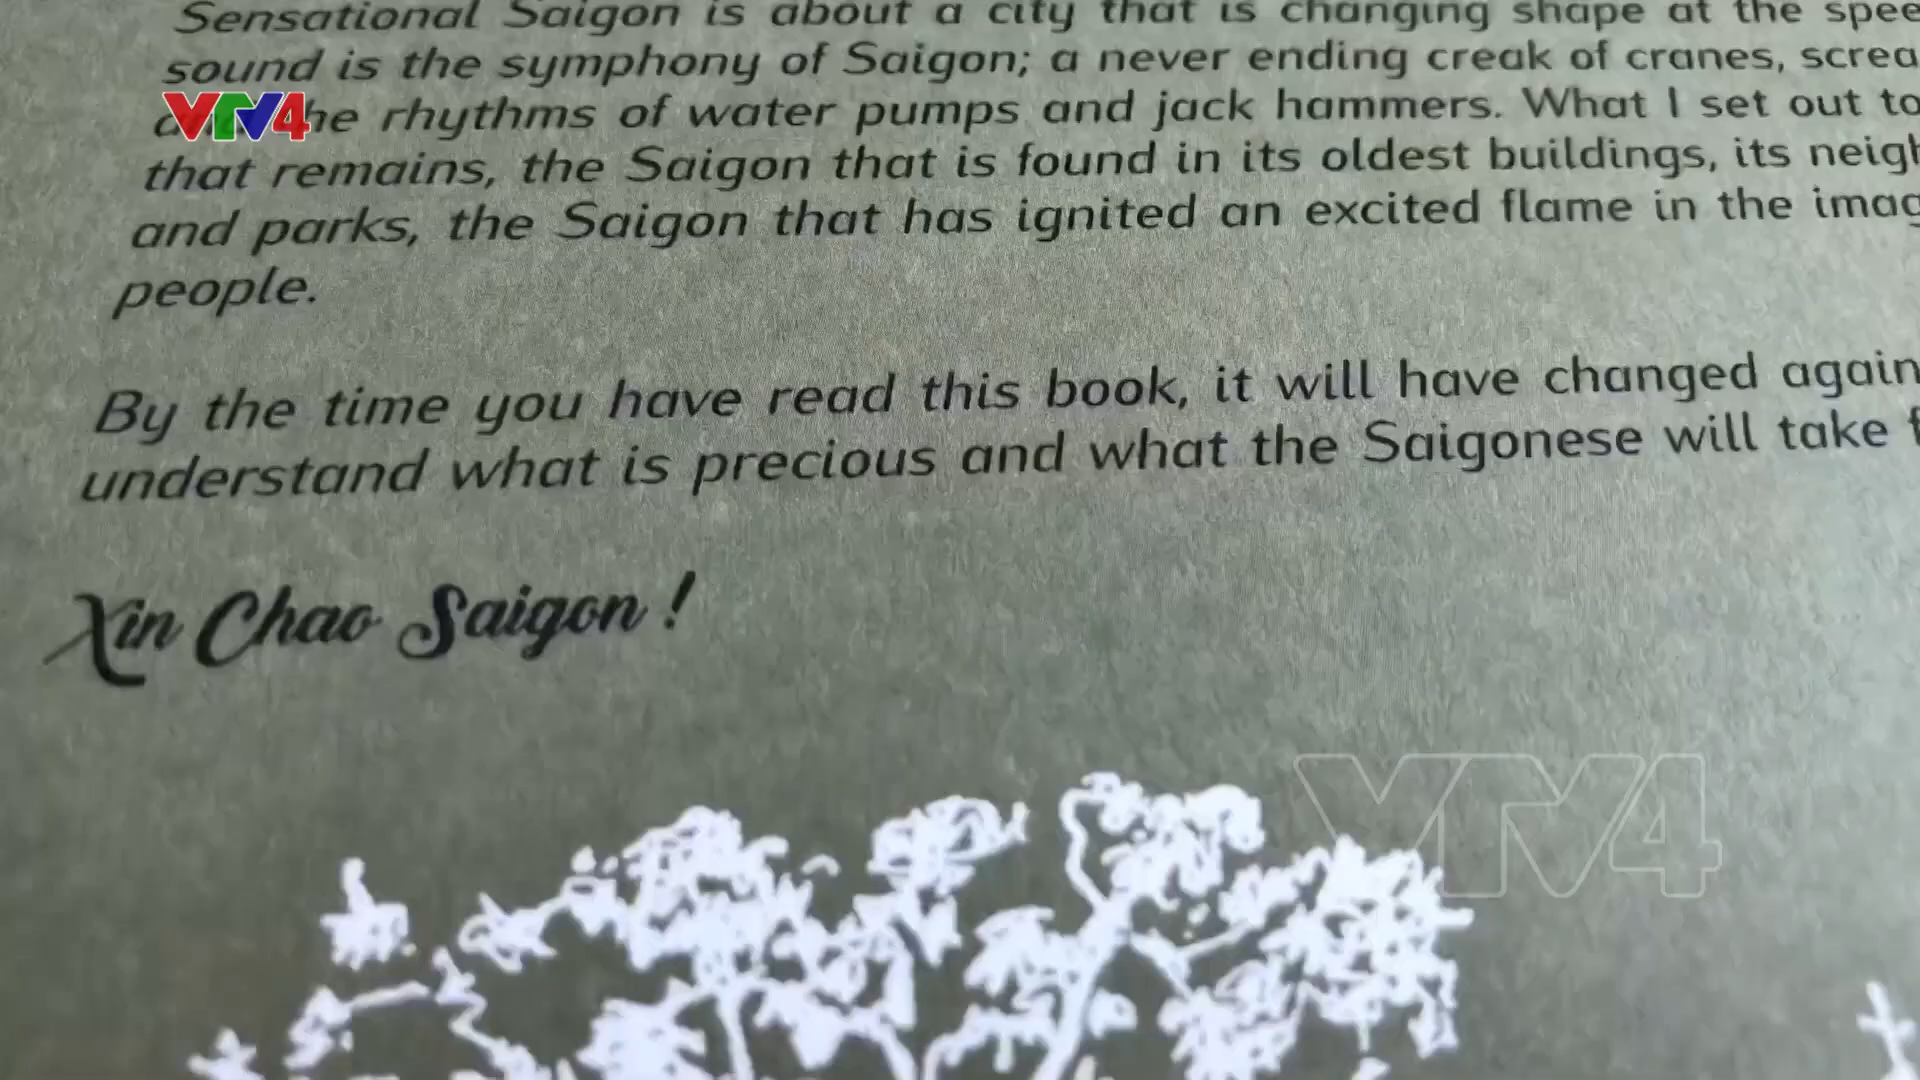 Sensational Saigon is about a city that is changing shape at the
sound is the symphony of Saigon; a never ending creak of cranes,
VTV4
rhythms of water pumps and jack hammers. What I set out to
that remains, the Saigon that is found in its oldest buildings, its
and parks, the Saigon that has ignited an excited flame in the
people.
By the time you have read this book, it will have changed again
understand what is precious and what the Saigonese will take
Xin Chao Saigon !
VTV4